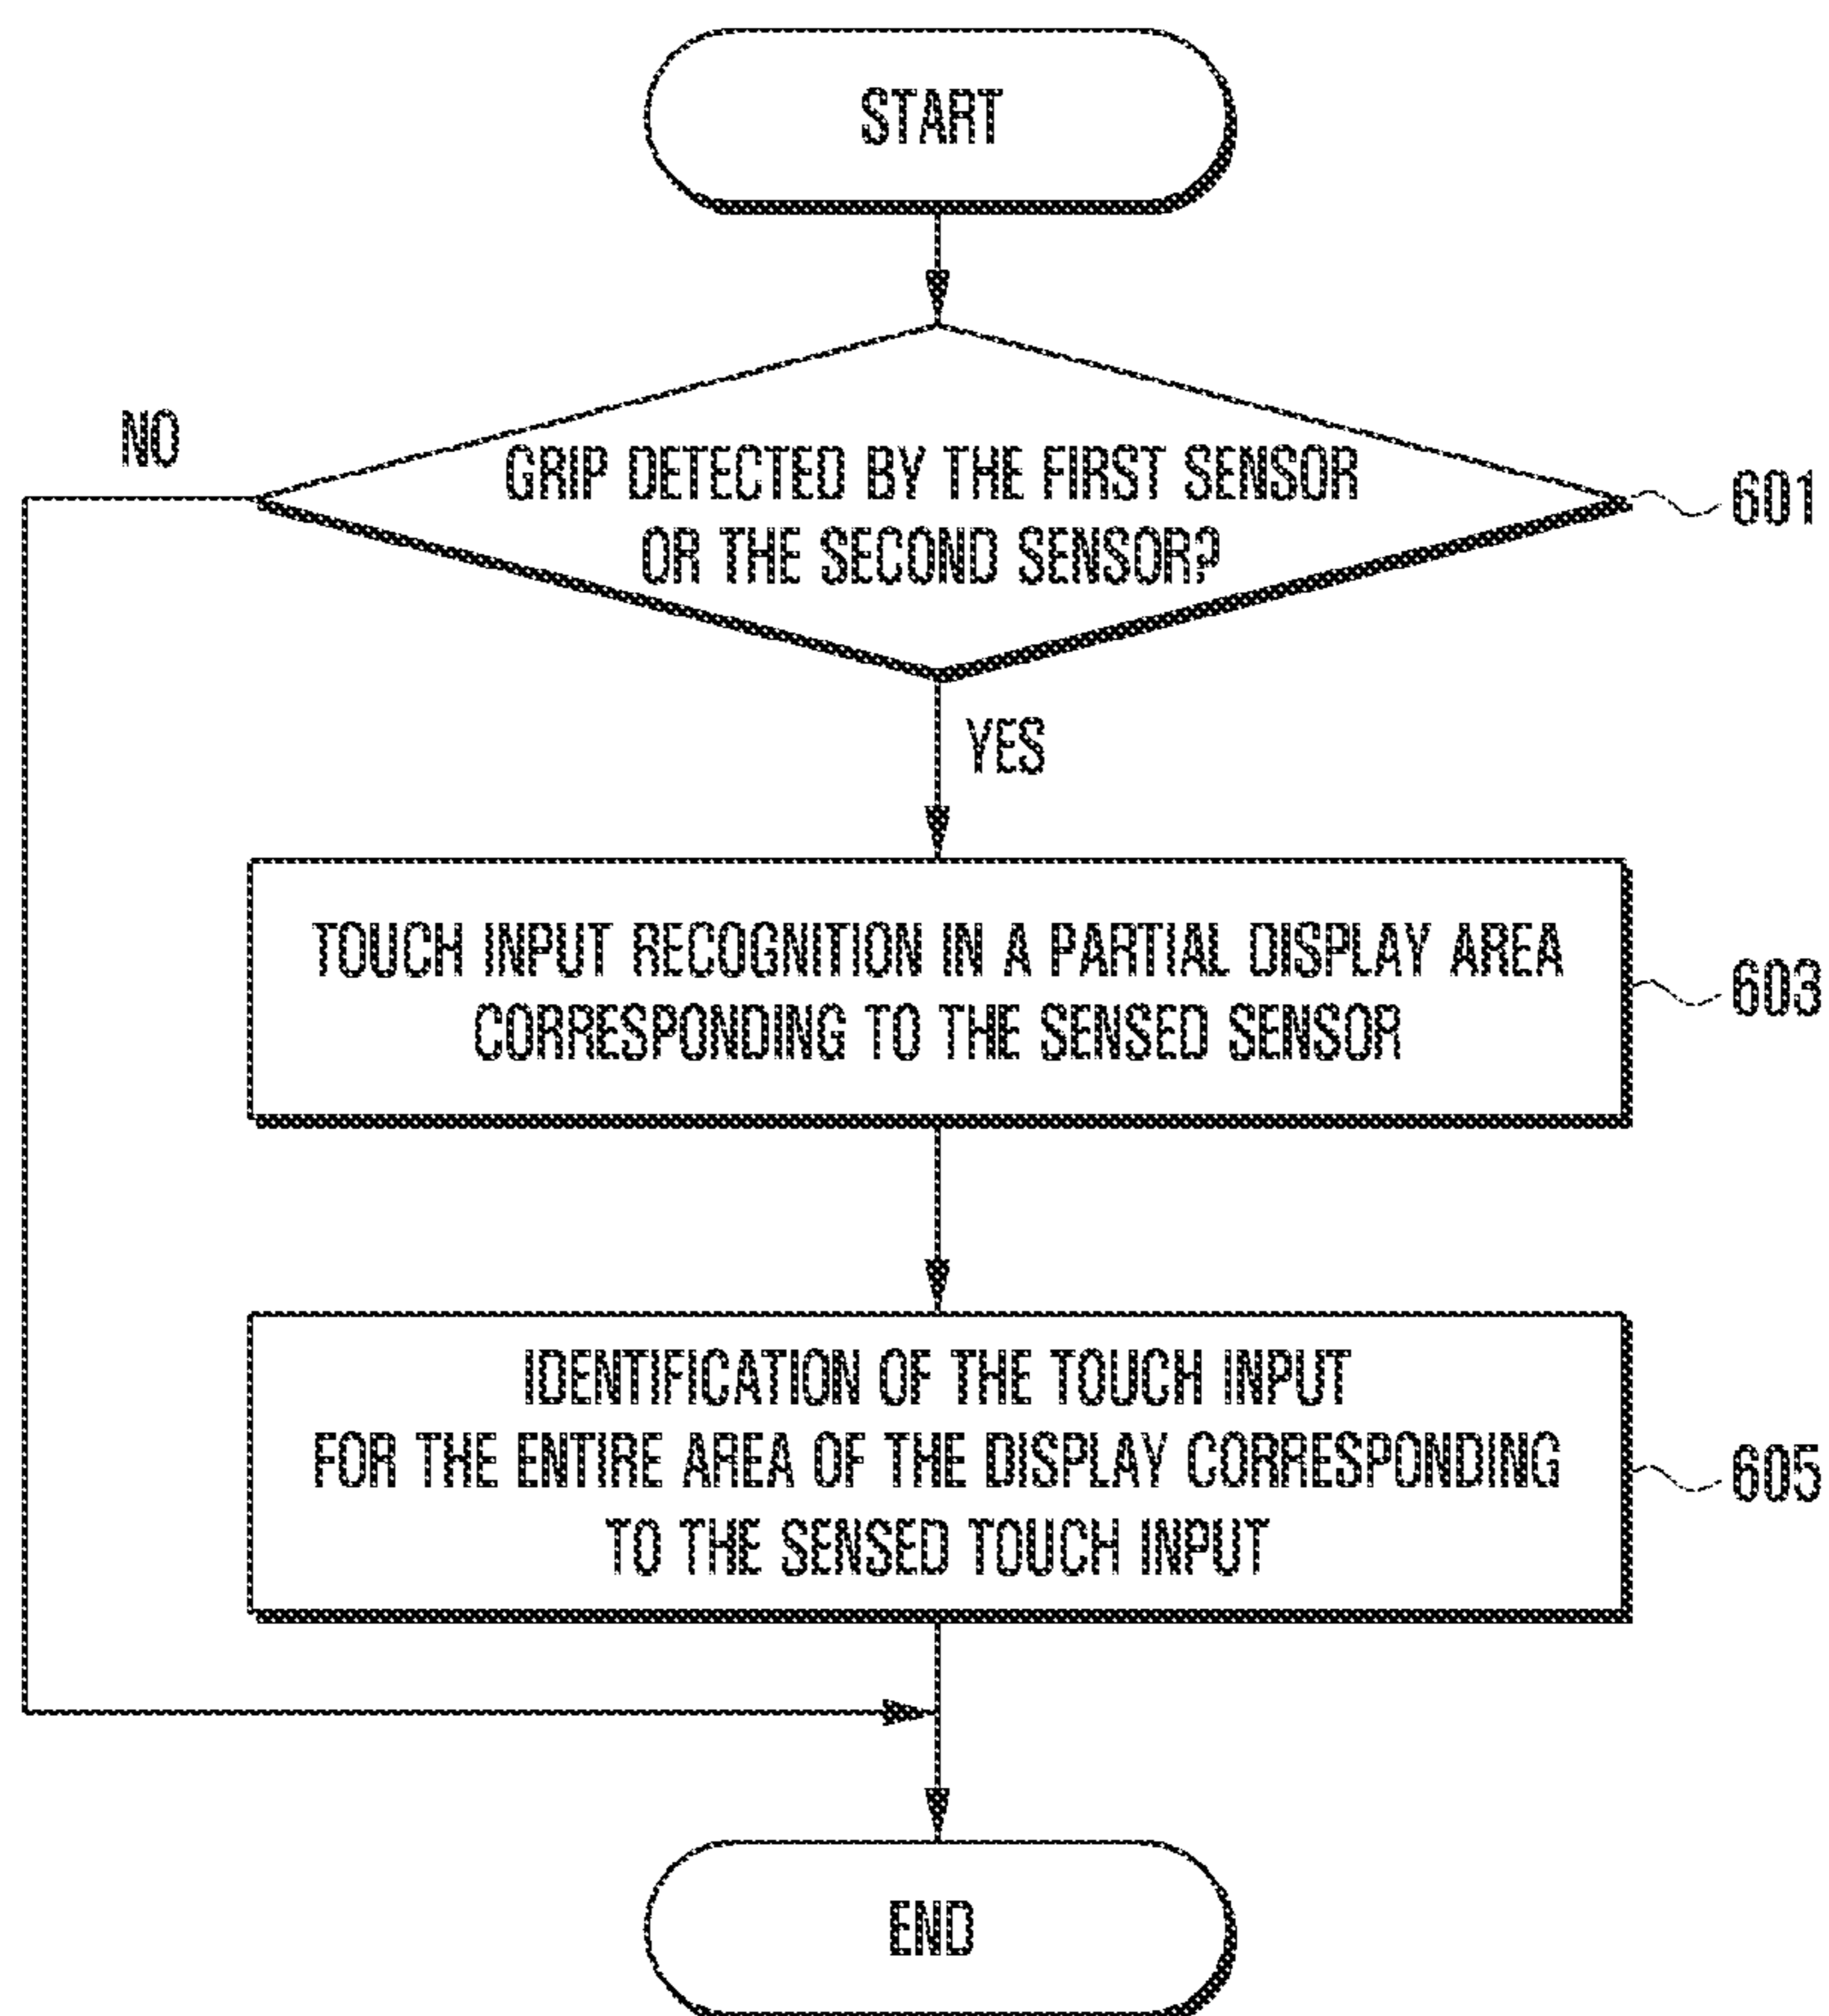 START
NO
GRIP DETECTED BY THE FIRST SENSOR
OR THE SECOND SENSOR?
601
YES
TOUCH INPUT RECOGNITION IN A PARTIAL DISPLAY AREA
CORRESPONDING TO THE SENSED SENSOR
603
IDENTIFICATION OF THE TOUCH INPUT
FOR THE ENTIRE AREA OF THE DISPLAY CORRESPONDING
TO THE SENSED TOUCH INPUT
605
END